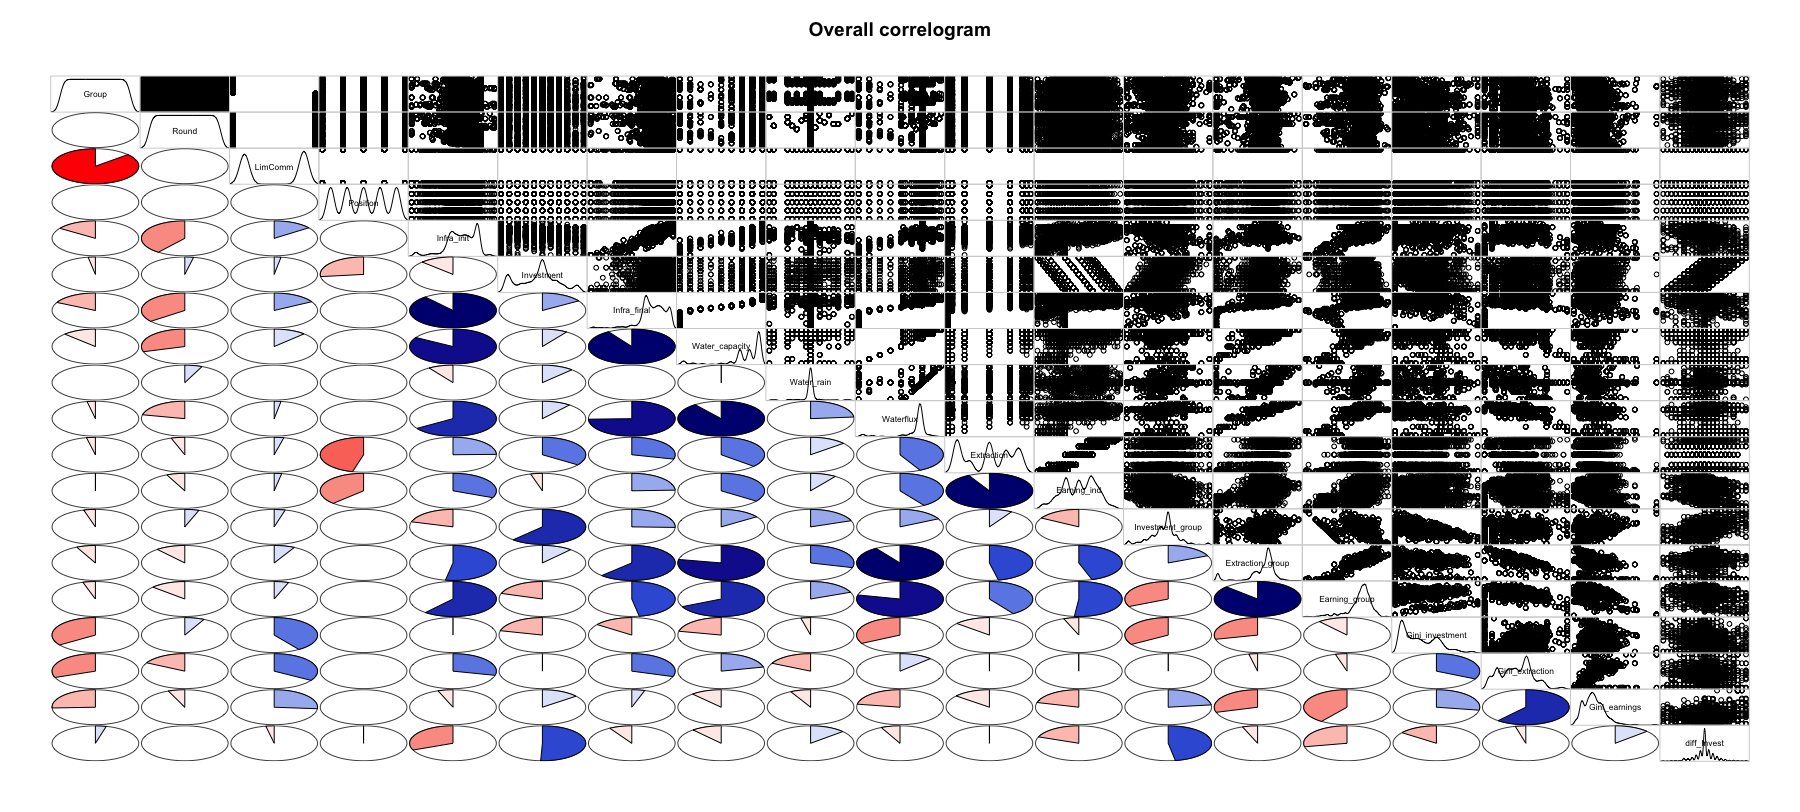 Overall correlogram
Group
Round
LimComm
Position
Infra_init
Investment
Infra_final
Water_capacity
Water_rain
Waterflux
Extraction
Earning_ind
Investment_group
Extraction_group
Earning_group
Gini_investment
Gini_extraction
Gini_earnings
diff_Invest